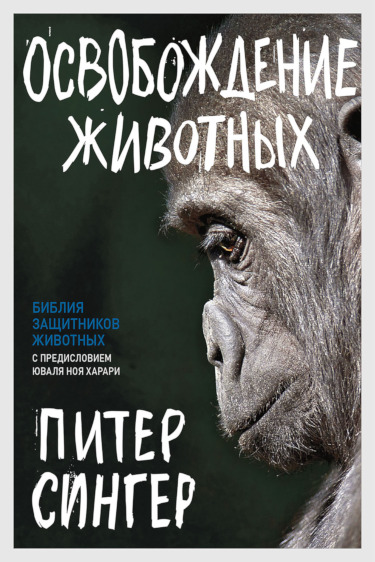 ОСВОБОЖДЕНИЕ
ЖИВОТНЫХ
БИБЛИЯ
ЗАЩИТНИКОВ
ЖИВОТНЫХ
С ПРЕДИСЛОВИЕМ
ЮВАЛЯ НОЯ ХАРАРИ
ПИТЕР
СИНГЕР